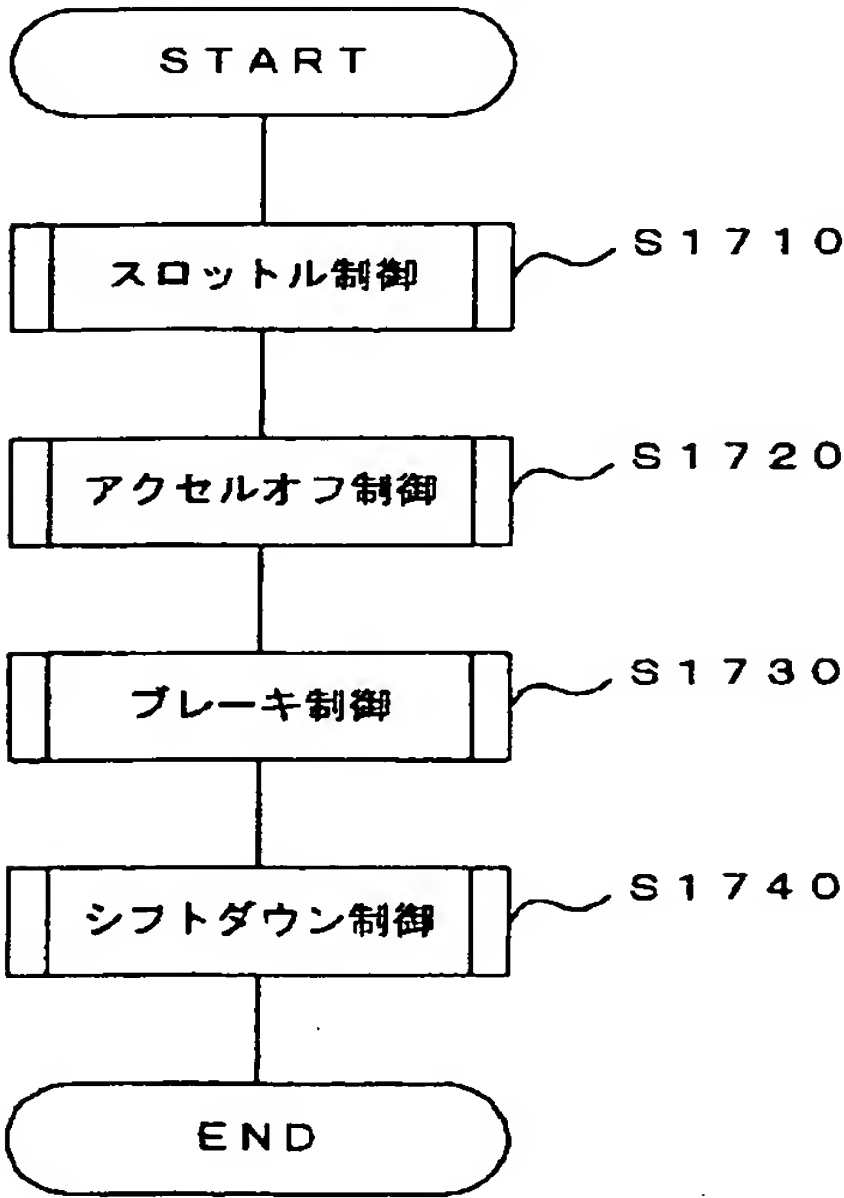 START
スロットル制御
S1710
アクセルオフ制御
S1720
ブレーキ制御
S1730
シフトダウン制御
S1740
END